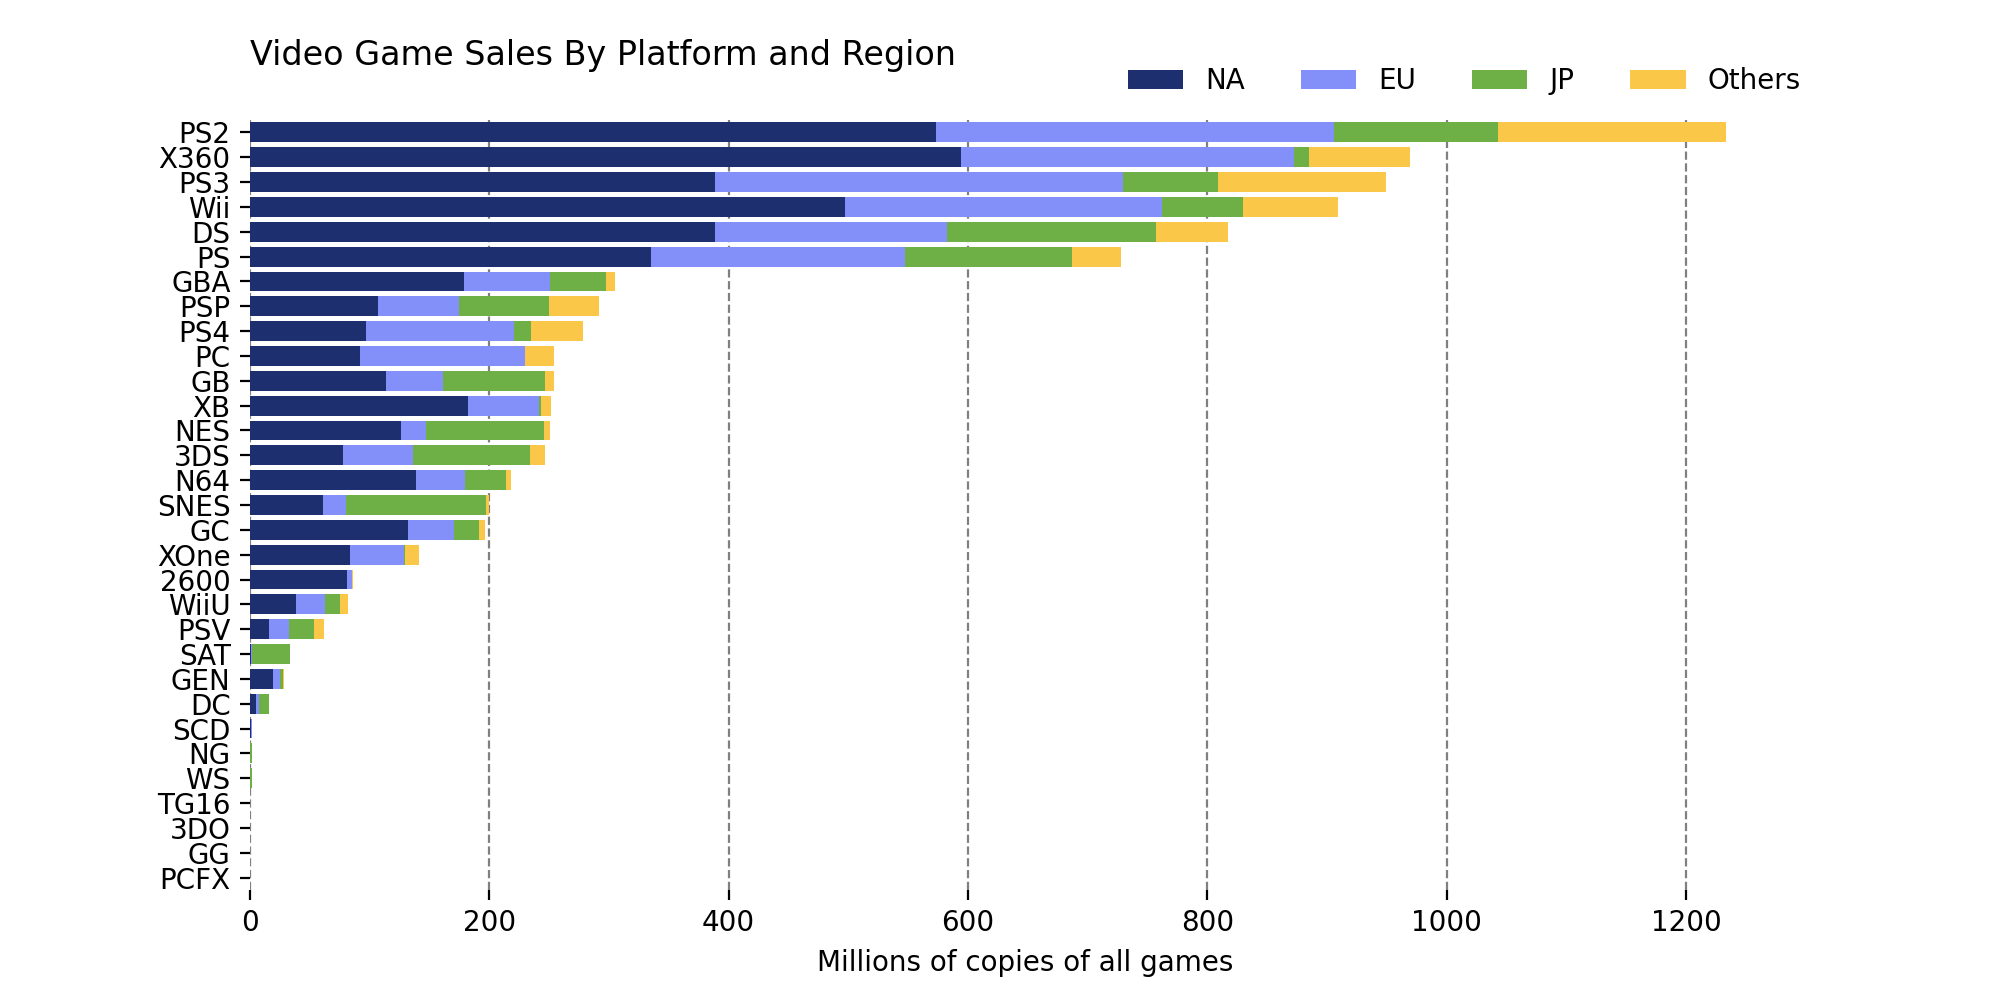 Video Game Sales By Platform and Region
NA EU JP Others
PS2
X360
PS3
Wii
DS
PS
GBA
PSP
PS4
PC
GB
XB
NES
3DS
N64
SNES
GC
XOne
2600
WiiU
PSV
SAT
GEN
DC
SCD
NG
WS
TG16
3DO
GG
PCFX
0 200 400 600 800 1000 1200
Millions of copies of all games